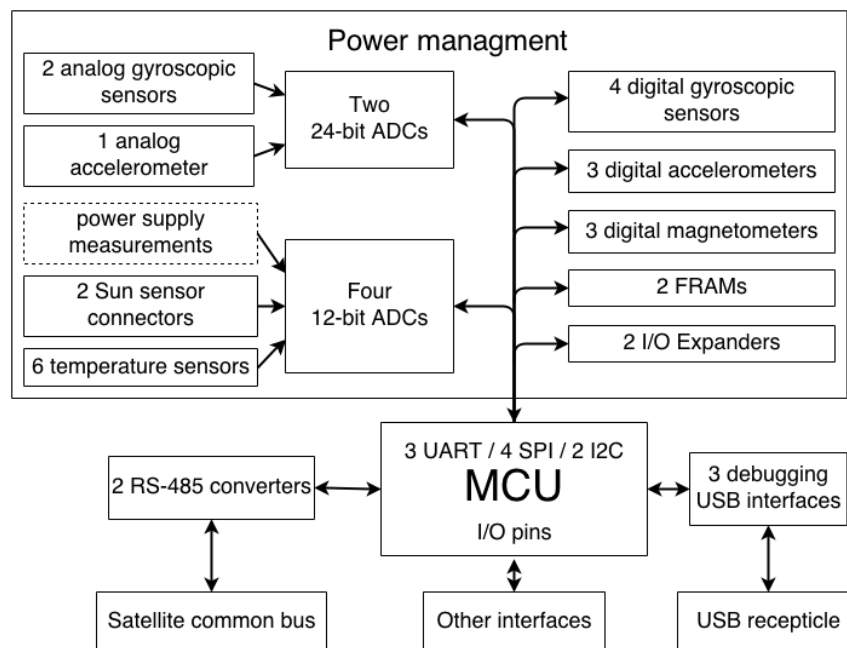 Power managment
2 analog gyroscopic
sensors
1 analog
accelerometer
power supply
measurements
2 Sun sensor
connectors
6 temperature sensors
Two
24-bit ADCs
Four
12-bit ADCs
4 digital gyroscopic
sensors
3 digital accelerometers
3 digital magnetometers
2 FRAMs
2 I/O Expanders
3 UART / 4 SPI / 2 I2C
MCU
I/O pins
2 RS-485 converters
3 debugging
USB interfaces
Satellite common bus
Other interfaces
USB recepticle